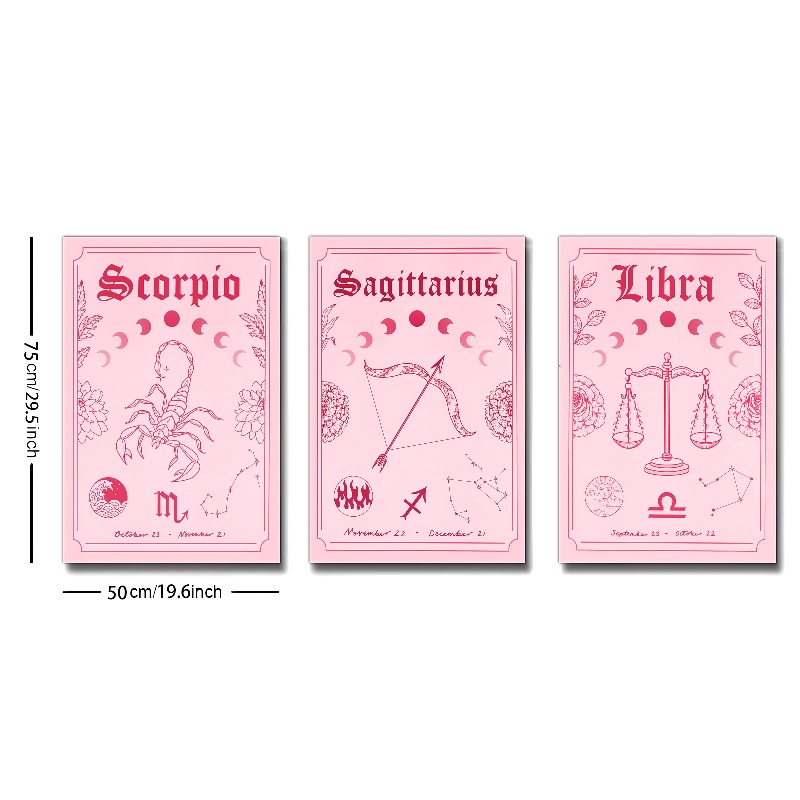 Scorpio
October 23 - November 21
Sagittarius
November 22 - December 21
Libra
September 23 - October 22
75cm/29.5inch
50cm/19.6inch